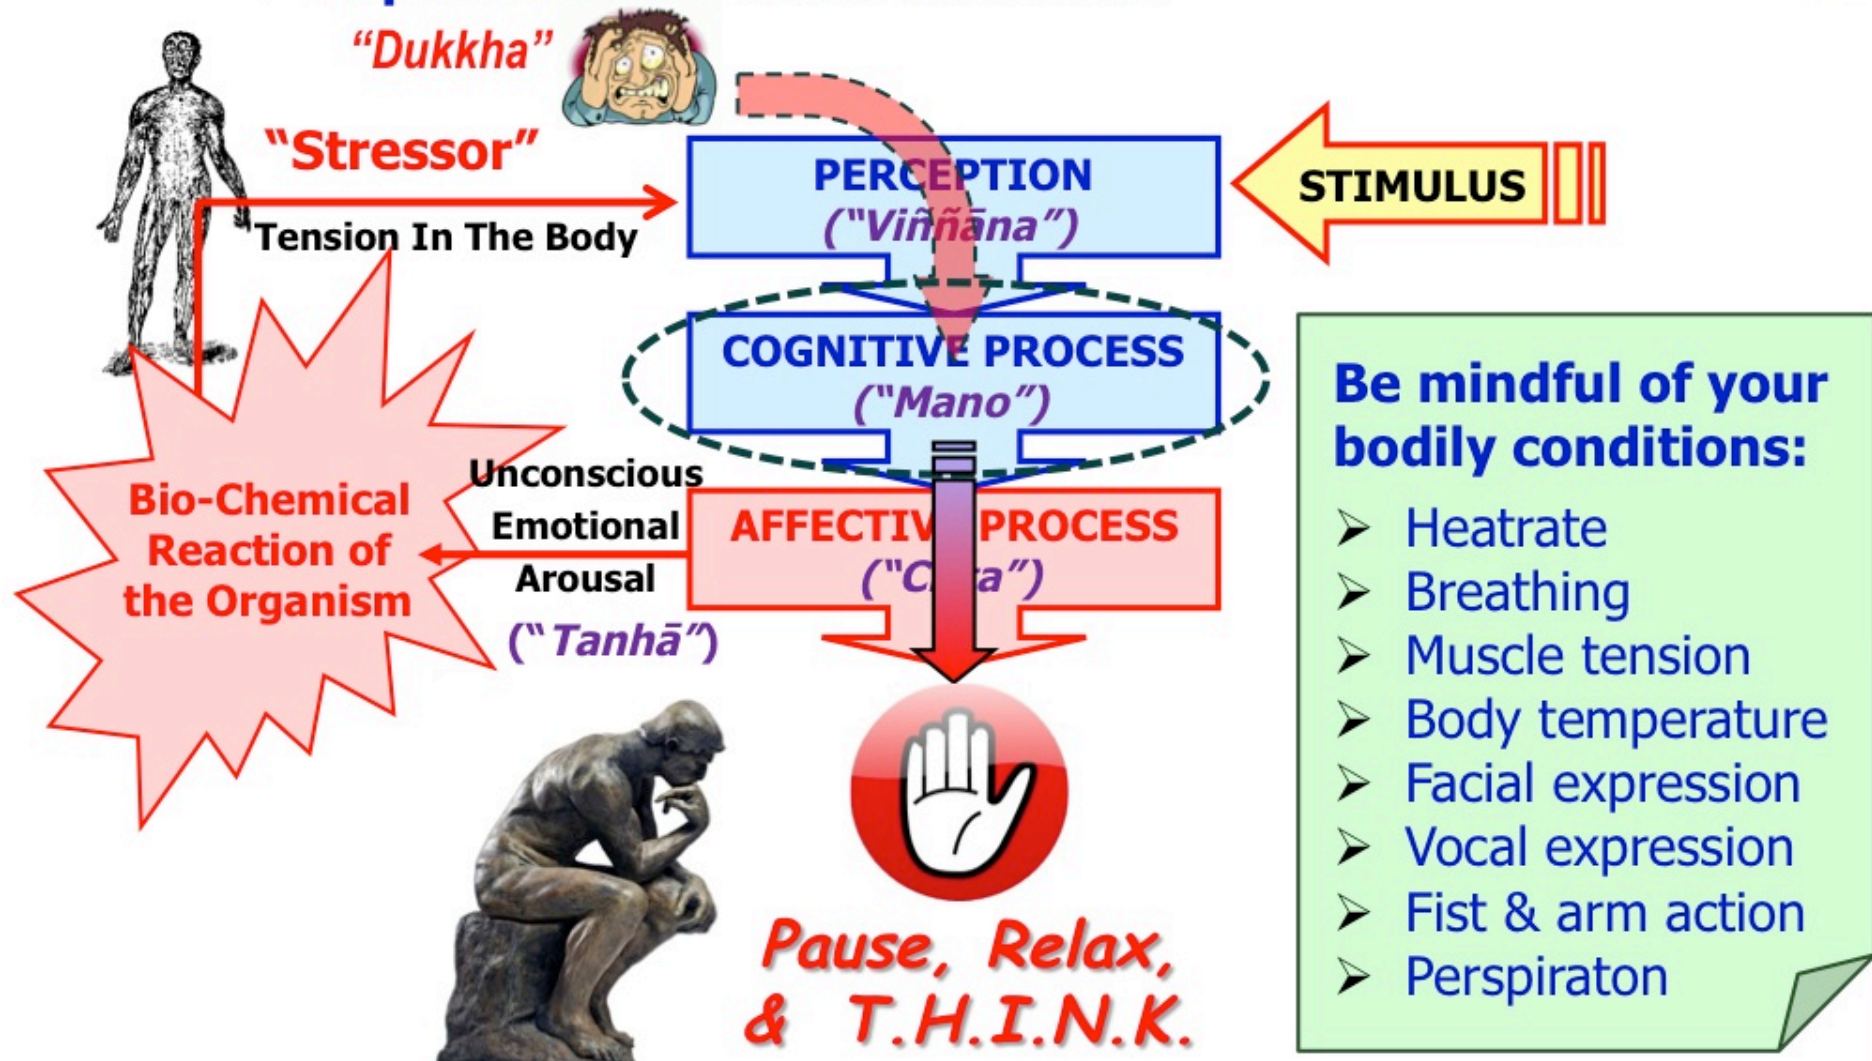 “Dukkha”
“Stressor”
Tension In The Body
PERCEPTION
(“Viññāna”)
STIMULUS
COGNITIVE PROCESS
(“Mano”)
Unconscious
Emotional
Arousal
(“Tanhā”)
AFFECTIV PROCESS
Bio-Chemical
Reaction of
the Organism
Pause, Relax,
& T.H.I.N.K.
Be mindful of your
bodily conditions:
Heatrate
Breathing
Muscle tension
Body temperature
Facial expression
Vocal expression
Fist & arm action
Perspiraton